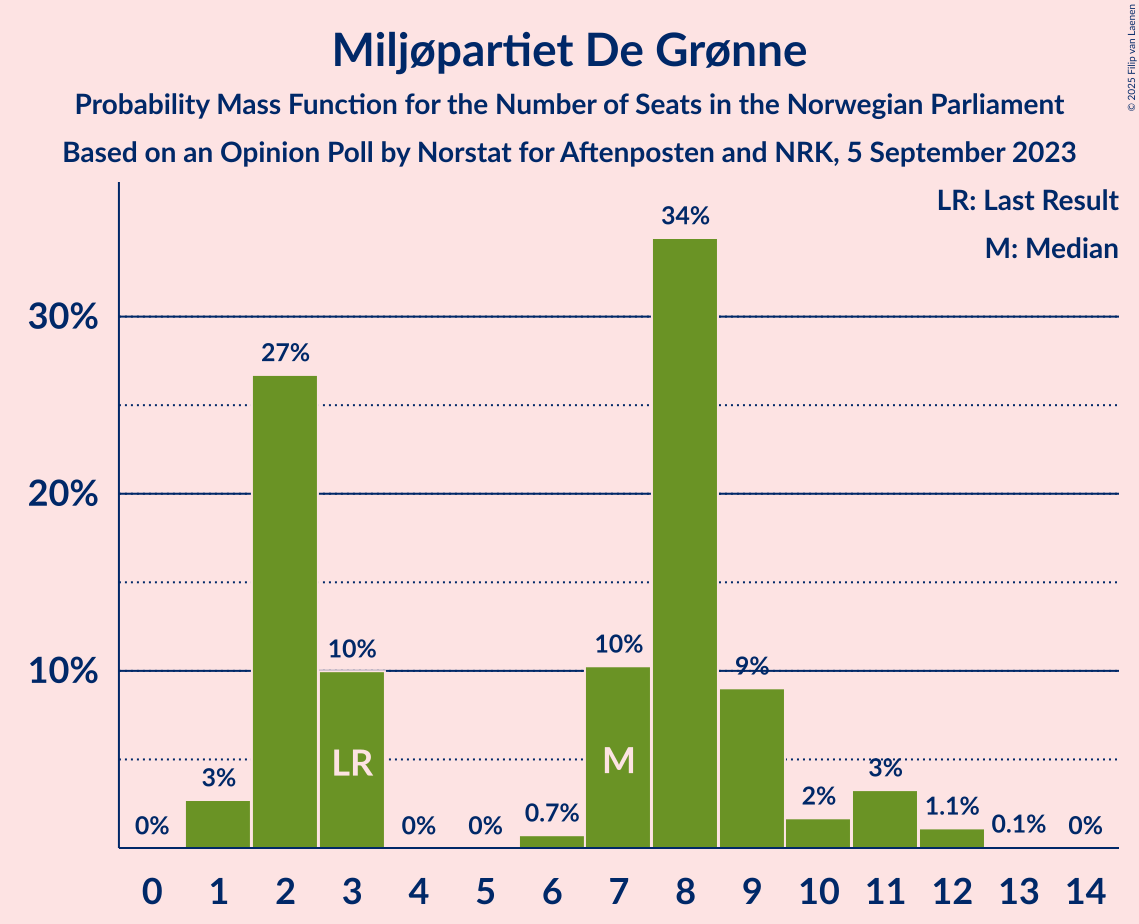 Miljøpartiet De Grønne
Probability Mass Function for the Number of Seats in the Norwegian Parliament
Based on an Opinion Poll by Norstat for Aftenposten and NRK, 5 September 2023
© 2025 Filip van Laenen
LR: Last Result
M: Median
30%
20%
10%
0%
3%
27%
10%
0%
0%
0.7%
10%
34%
9%
2%
3%
1.1%
0.1%
0%
LR
M
0 1 2 3 4 5 6 7 8 9 10 11 12 13 14